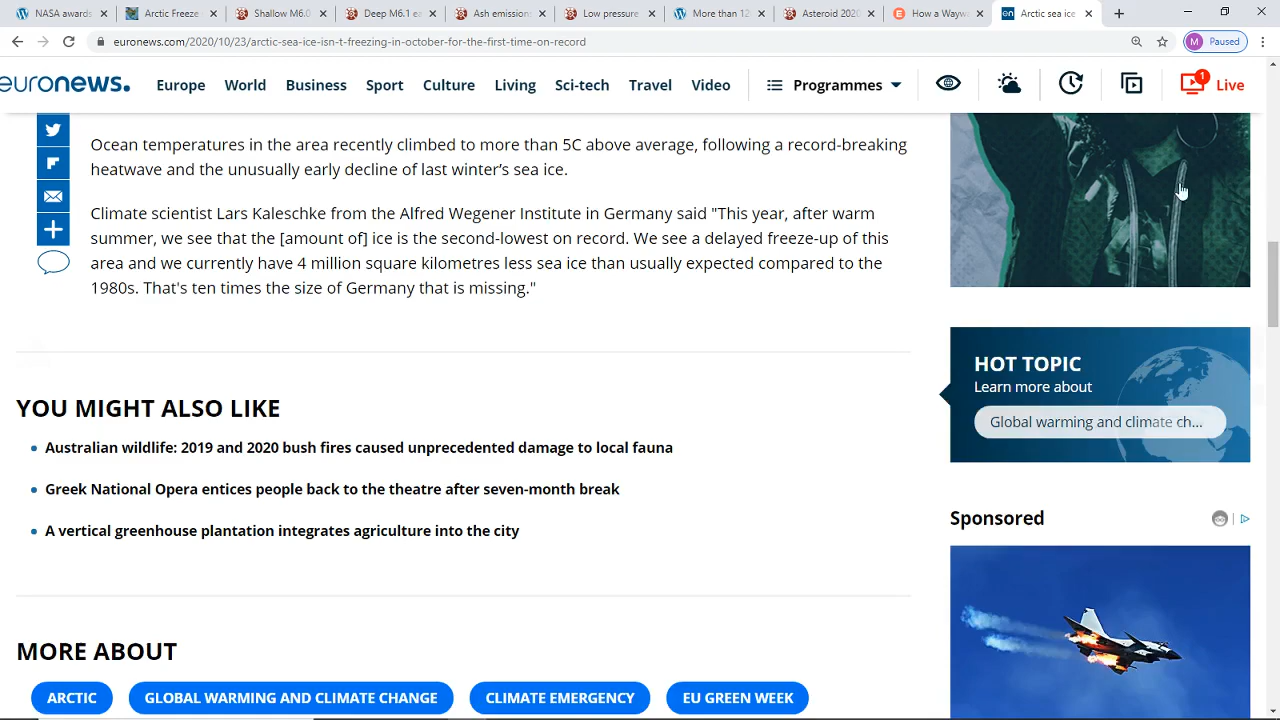 NASA awards
Arctic Freeze
Shallow M6.0
Deep M6.1 ea
Ash emission
Low pressure
More than 12
Asteroid 2020
How a Wayw
en
Arctic sea ice
euronews.com/2020/10/23/arctic-sea-ice-isn-t-freezing-in-october-for-the-first-time-on-record
M
Paused
euronews.
Europe
World
Business
Sport
Culture
Living
Sci-tech
Travel
Video
Programmes
1
Live
Ocean temperatures in the area recently climbed to more than 5C above average, following a record-breaking
heatwave and the unusually early decline of last winter's sea ice.
Climate scientist Lars Kaleschke from the Alfred Wegener Institute in Germany said "This year, after warm
summer, we see that the [amount of] ice is the second-lowest on record. We see a delayed freeze-up of this
area and we currently have 4 million square kilometres less sea ice than usually expected compared to the
1980s. That's ten times the size of Germany that is missing."
HOT TOPIC
Learn more about
Global warming and climate ch...
YOU MIGHT ALSO LIKE
Australian wildlife: 2019 and 2020 bush fires caused unprecedented damage to local fauna
Greek National Opera entices people back to the theatre after seven-month break
A vertical greenhouse plantation integrates agriculture into the city
Sponsored
MORE ABOUT
ARCTIC
GLOBAL WARMING AND CLIMATE CHANGE
CLIMATE EMERGENCY
EU GREEN WEEK